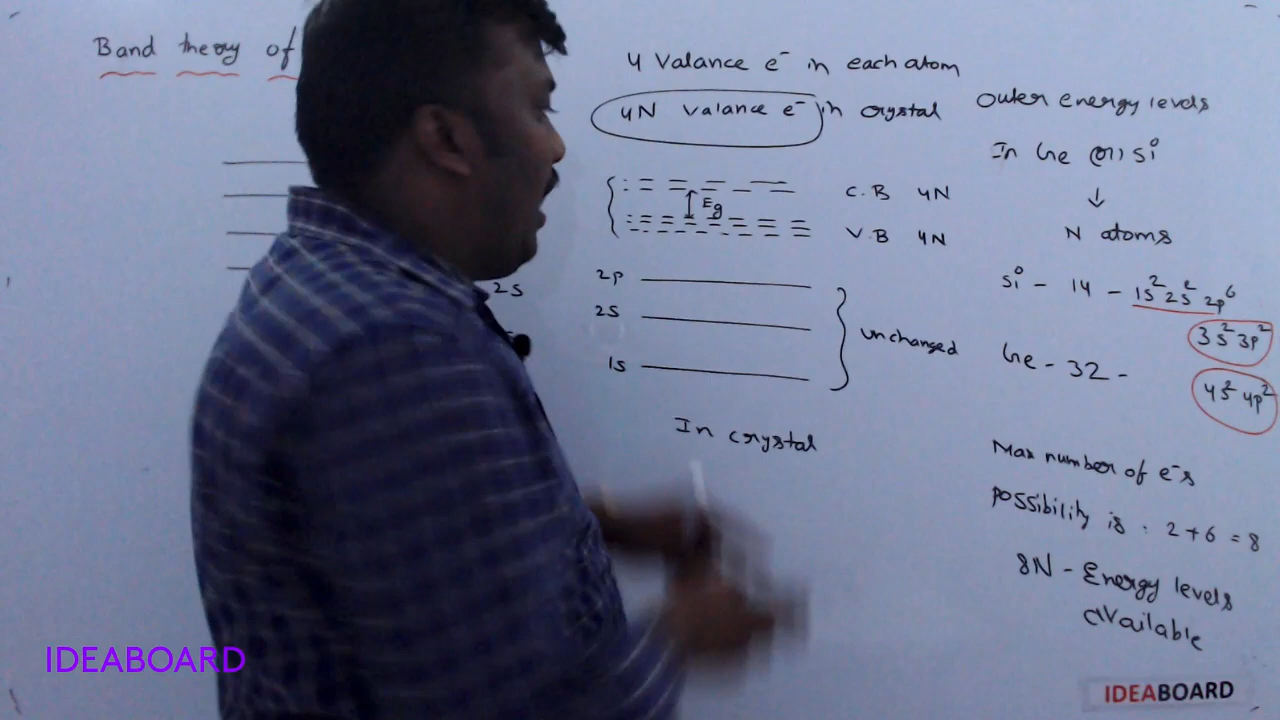 Band theory of
2s
4 Valance e⁻ in each atom
4N Valance e⁻ in crystal
C.B 4N
Eg
V.B 4N
2p
2s
1s
unchanged
In crystal
Outer energy levels
In Ge (or) Si
↓
N atoms
Si - 14 - 1s² 2s² 2p⁶
3s² 3p²
Ge - 32 -
4s² 4p²
Max number of e⁻s
possibility is : 2+6 = 8
8N - Energy levels
available
IDEABOARD
IDEABOARD